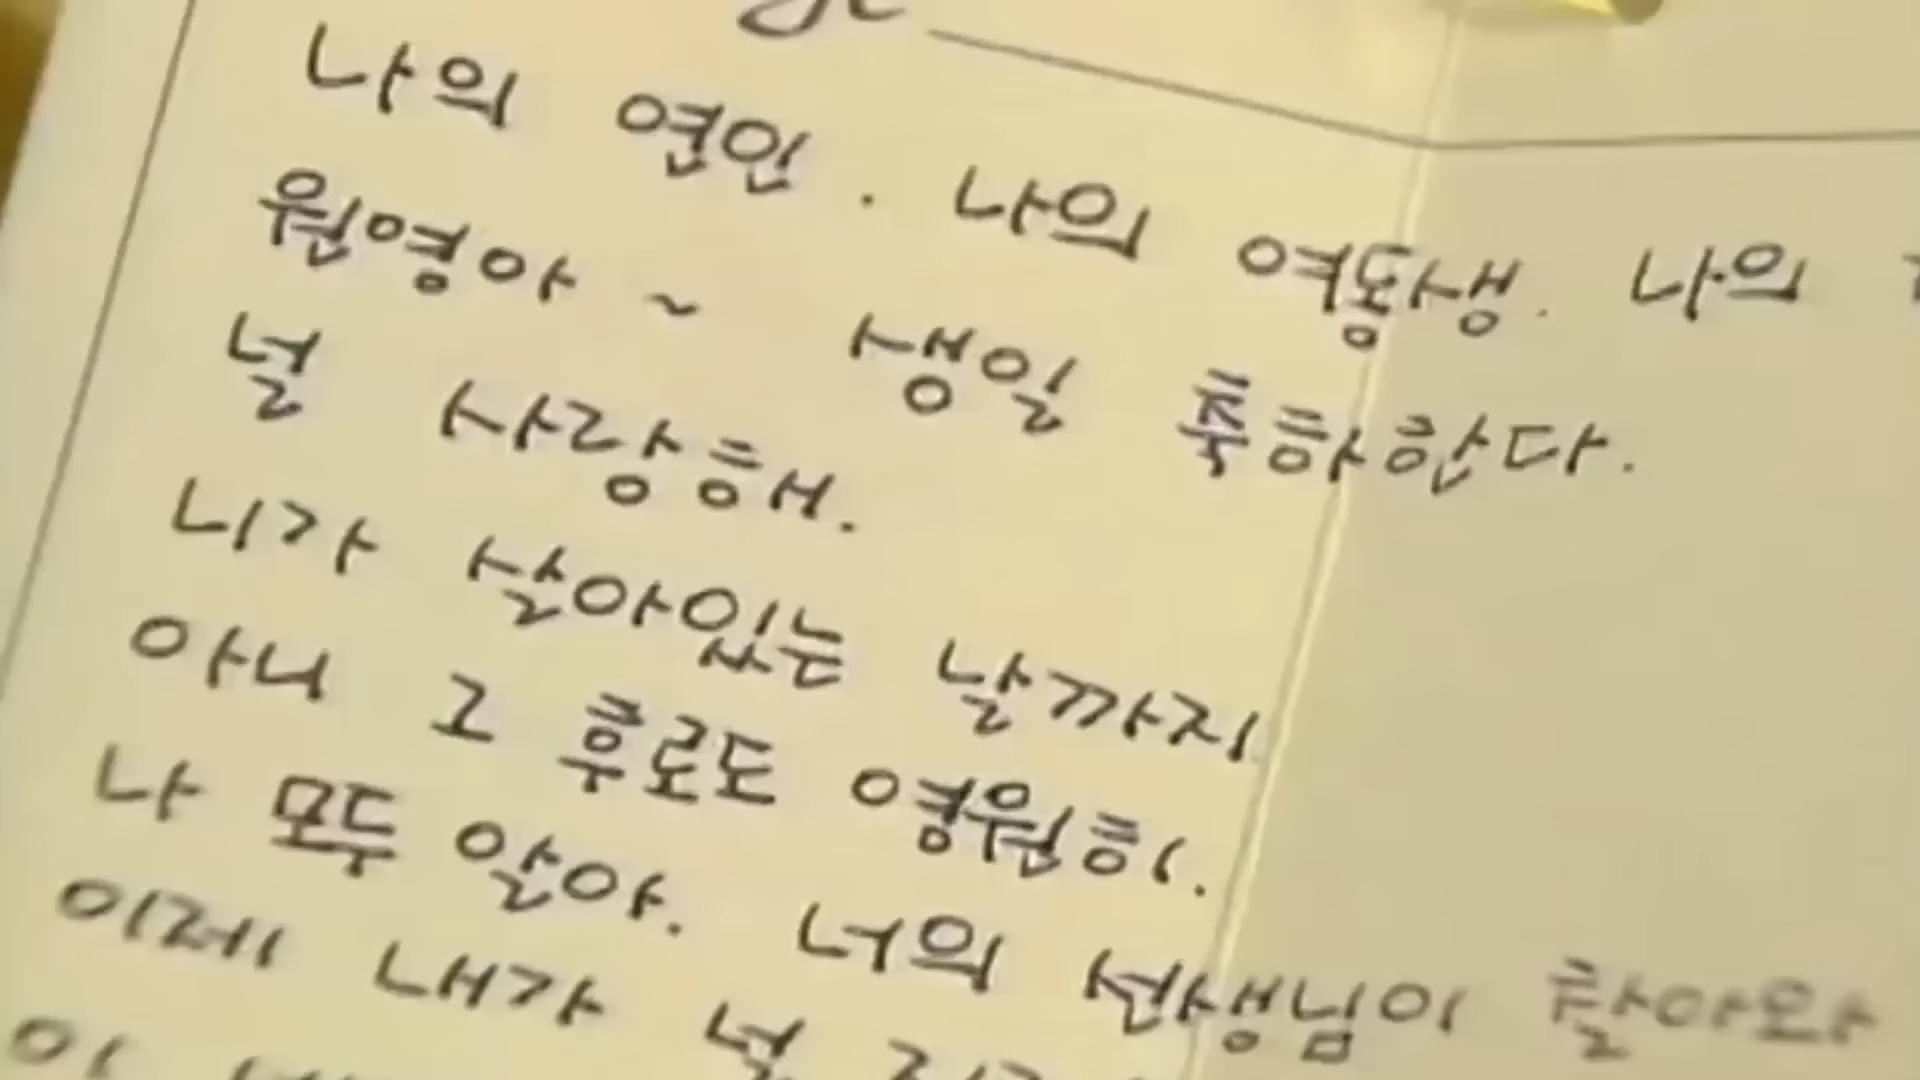 나의 연인. 나의 여동생. 나의
원영아~ 생일 축하한다.
널 사랑해.
니가 살아있는 날까지
아니 그 후로도 영원히.
나 모두 알아. 너의 선생님이 찾아와
이제 내가 널